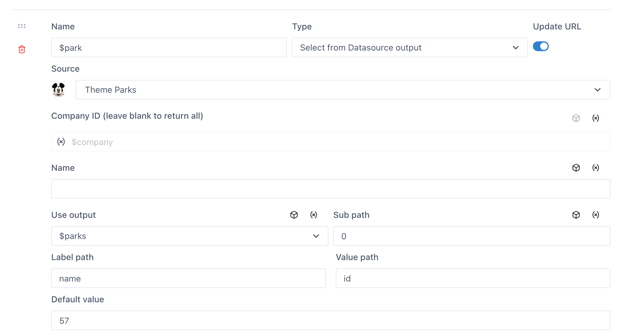 Name Type Update URL
$park Select from Datasource output
Source
Theme Parks
Company ID (leave blank to return all)
$company
Name
Use output Sub path
$parks 0
Label path Value path
name id
Default value
57